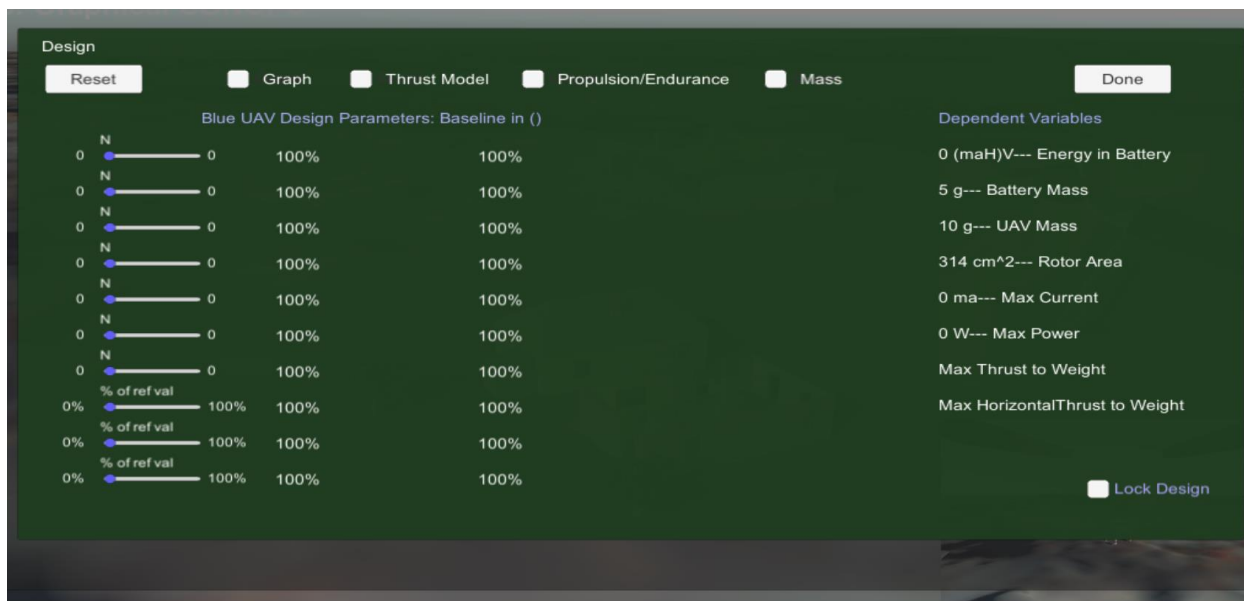 Design
Reset Graph Thrust Model Propulsion/Endurance Mass Done
Blue UAV Design Parameters: Baseline in () Dependent Variables
N
0 0 100% 100% 0 (maH)V--- Energy in Battery
N
0 0 100% 100% 5 g--- Battery Mass
N
0 0 100% 100% 10 g--- UAV Mass
N
0 0 100% 100% 314 cm^2--- Rotor Area
N
0 0 100% 100% 0 ma--- Max Current
N
0 0 100% 100% 0 W--- Max Power
N
0 0 100% 100% Max Thrust to Weight
% of ref val
0% 100% 100% 100% Max HorizontalThrust to Weight
% of ref val
0% 100% 100% 100%
% of ref val
0% 100% 100% 100%
Lock Design